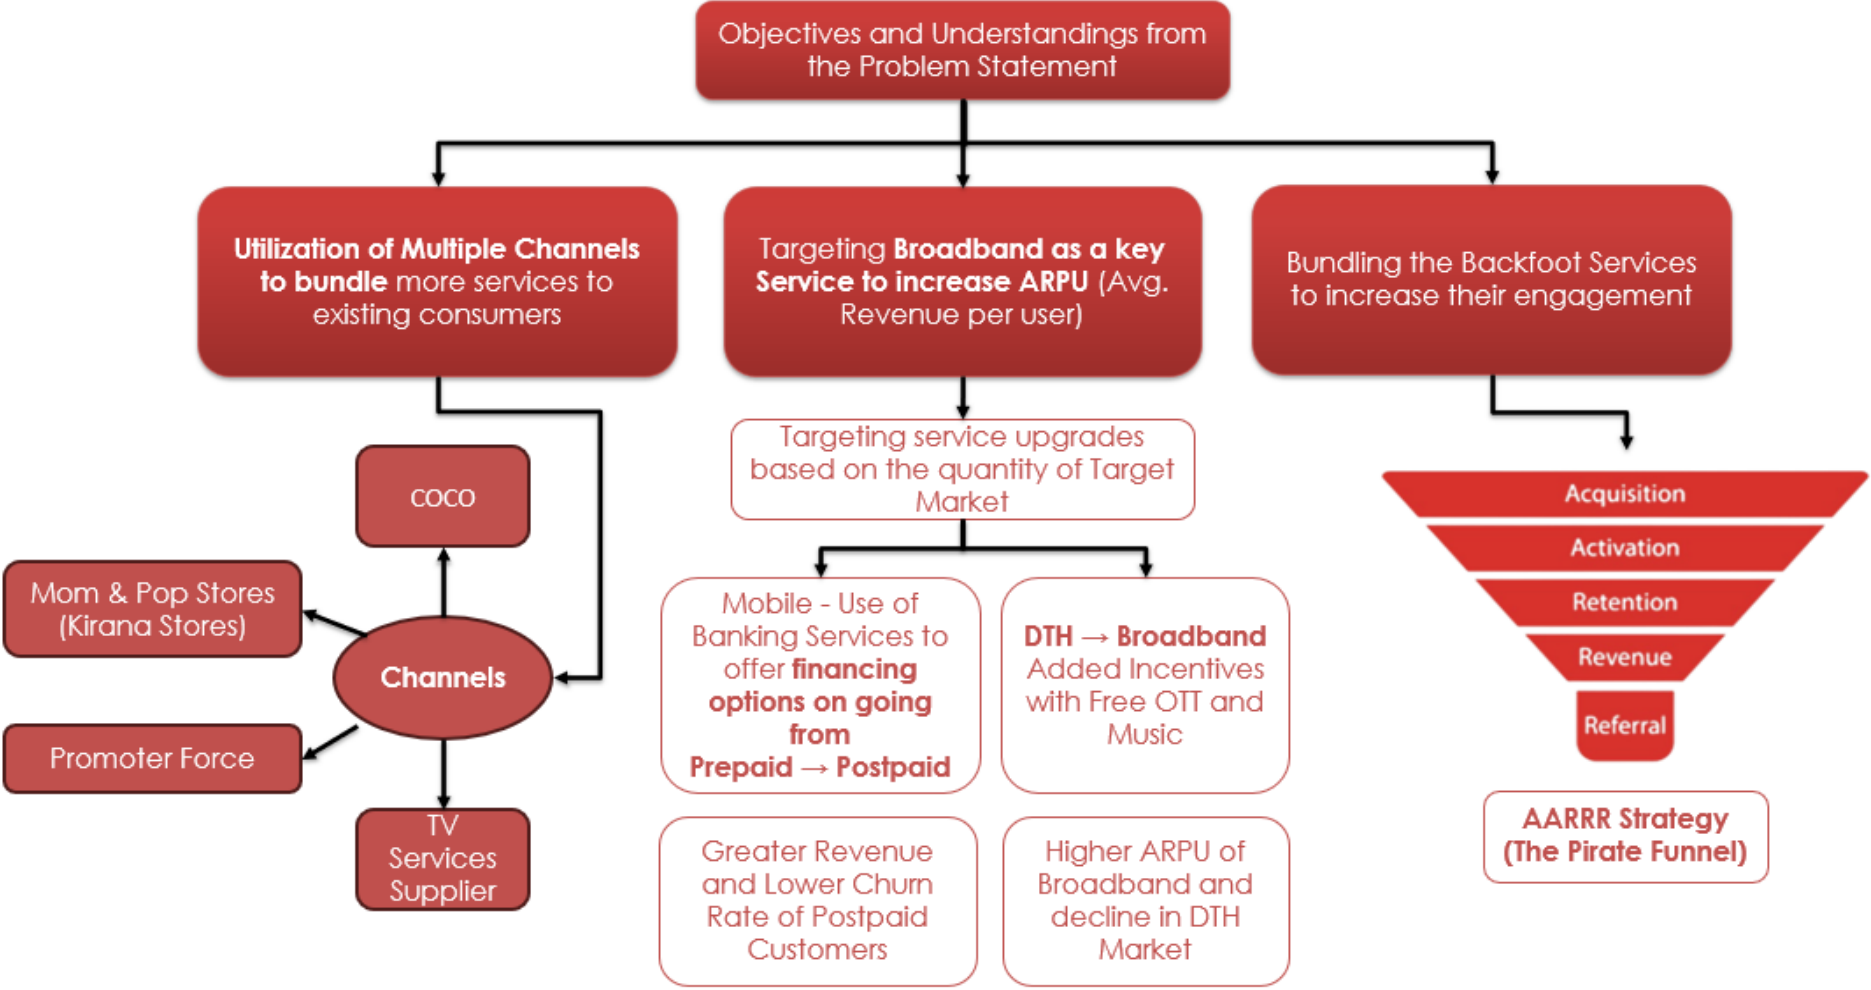 Objectives and Understandings from
the Problem Statement
Utilization of Multiple Channels
to bundle more services to
existing consumers
Targeting Broadband as a key
Service to increase ARPU (Avg.
Revenue per user)
Bundling the Backfoot Services
to increase their engagement
COCO
Mom & Pop Stores
(Kirana Stores)
Channels
Promoter Force
TV
Services
Supplier
Targeting service upgrades
based on the quantity of Target
Market
Mobile - Use of
Banking Services to
offer financing
options on going
from
Prepaid → Postpaid
DTH → Broadband
Added Incentives
with Free OTT and
Music
Greater Revenue
and Lower Churn
Rate of Postpaid
Customers
Higher ARPU of
Broadband and
decline in DTH
Market
Acquisition
Activation
Retention
Revenue
Referral
AARRR Strategy
(The Pirate Funnel)